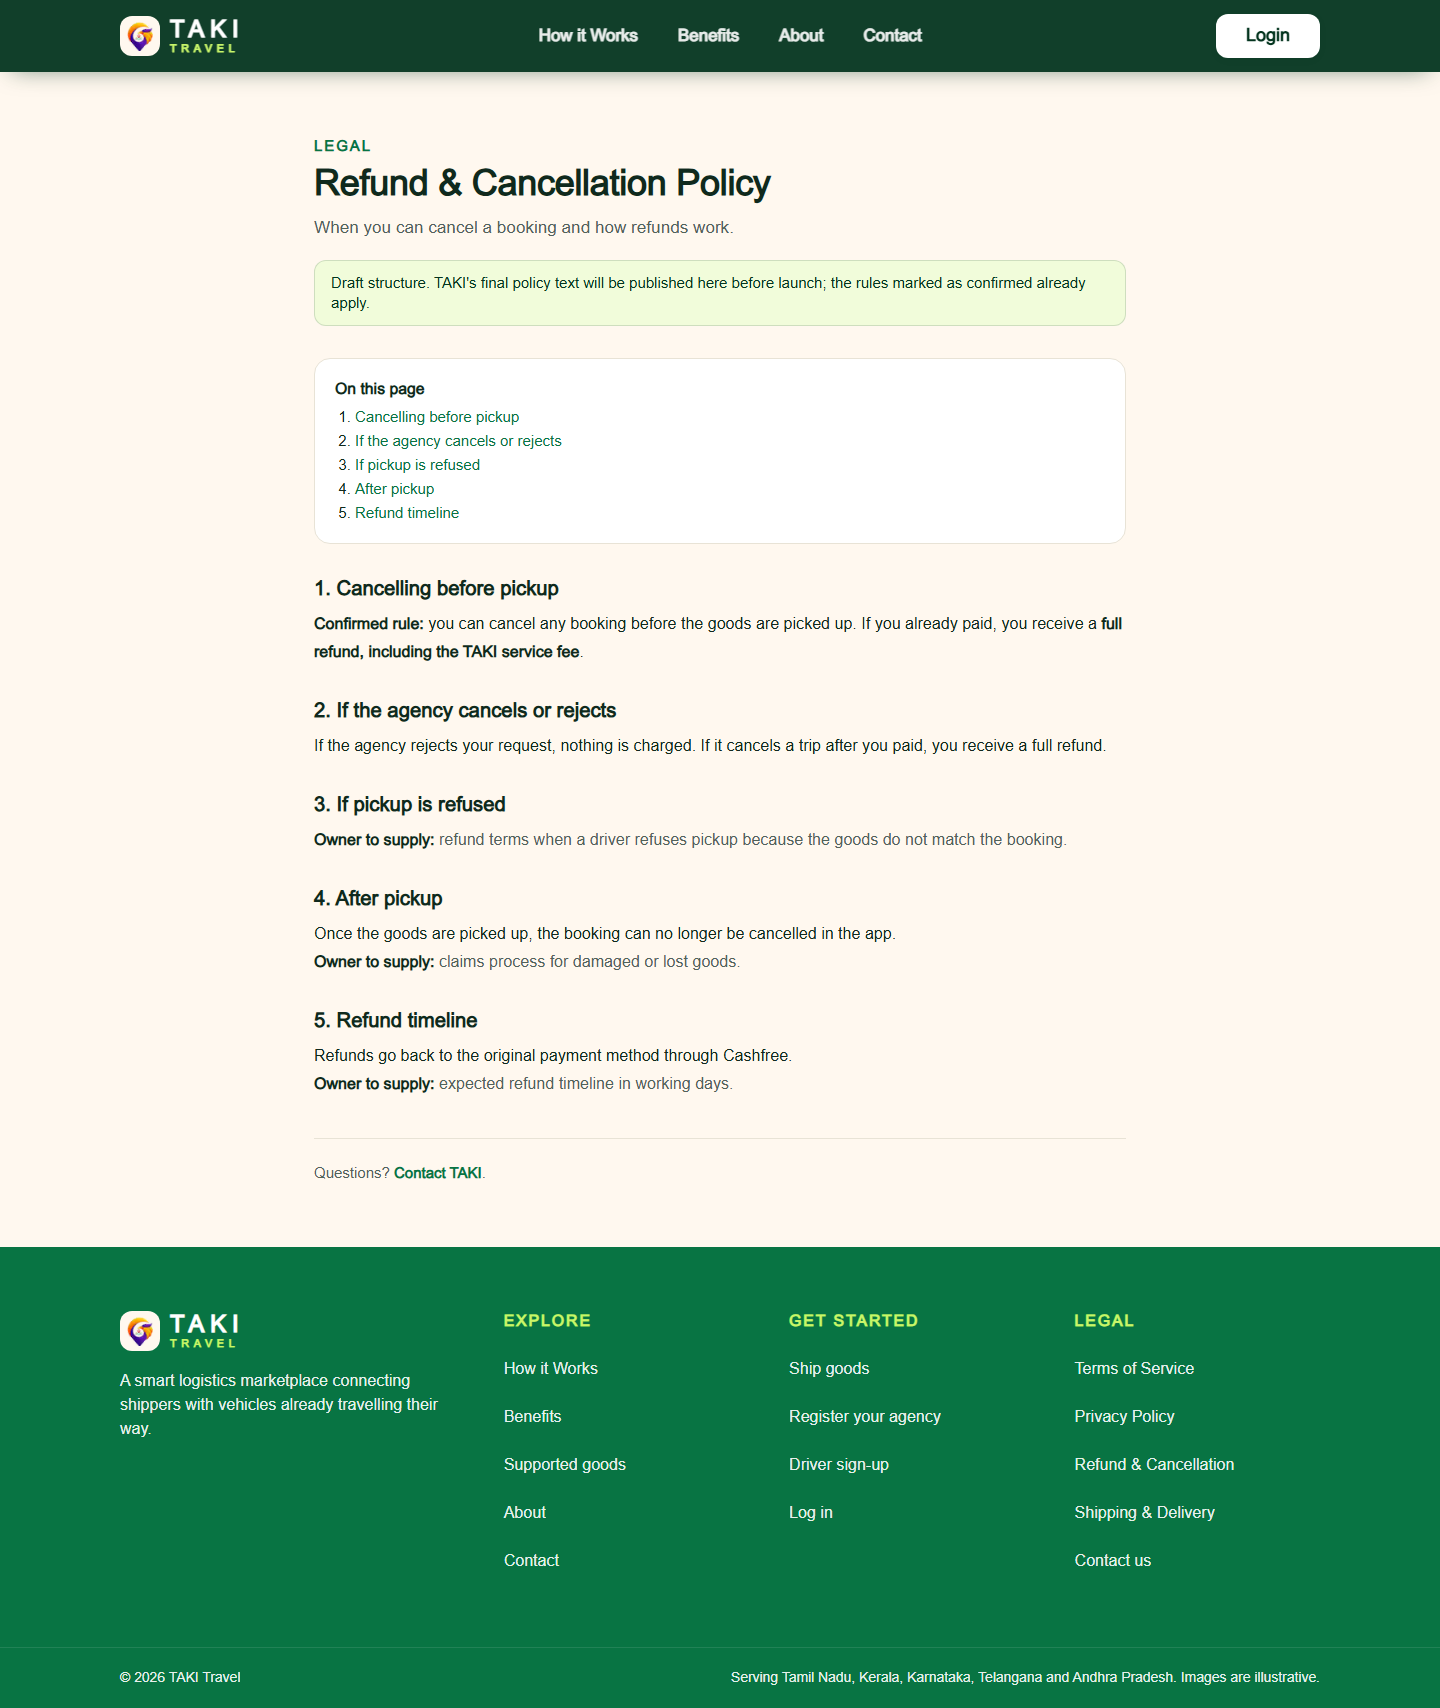 TAKI
TRAVEL
How it Works
Benefits
About
Contact
Login
LEGAL
Refund & Cancellation Policy
When you can cancel a booking and how refunds work.
Draft structure. TAKI's final policy text will be published here before launch; the rules marked as confirmed already
apply.
On this page
1. Cancelling before pickup
2. If the agency cancels or rejects
3. If pickup is refused
4. After pickup
5. Refund timeline
1. Cancelling before pickup
Confirmed rule: you can cancel any booking before the goods are picked up. If you already paid, you receive a full
refund, including the TAKI service fee.
2. If the agency cancels or rejects
If the agency rejects your request, nothing is charged. If it cancels a trip after you paid, you receive a full refund.
3. If pickup is refused
Owner to supply: refund terms when a driver refuses pickup because the goods do not match the booking.
4. After pickup
Once the goods are picked up, the booking can no longer be cancelled in the app.
Owner to supply: claims process for damaged or lost goods.
5. Refund timeline
Refunds go back to the original payment method through Cashfree.
Owner to supply: expected refund timeline in working days.
Questions? Contact TAKI.
TAKI
TRAVEL
A smart logistics marketplace connecting
shippers with vehicles already travelling their
way.
EXPLORE
How it Works
Benefits
Supported goods
About
Contact
GET STARTED
Ship goods
Register your agency
Driver sign-up
Log in
LEGAL
Terms of Service
Privacy Policy
Refund & Cancellation
Shipping & Delivery
Contact us
© 2026 TAKI Travel
Serving Tamil Nadu, Kerala, Karnataka, Telangana and Andhra Pradesh. Images are illustrative.